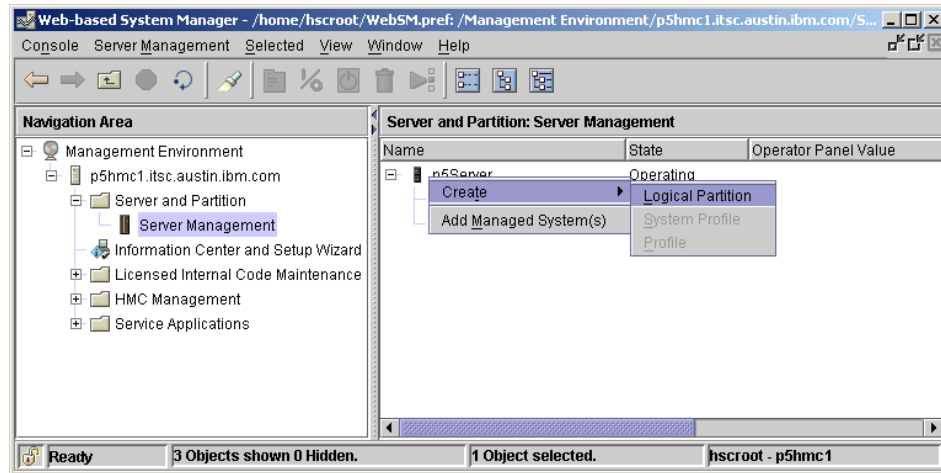 Web-based System Manager - /home/hscroot/WebSM.pref: /Management Environment/p5hmc1.itsc.austin.ibm.com/S...
Console Server Management Selected View Window Help
Navigation Area
Management Environment
p5hmc1.itsc.austin.ibm.com
Server and Partition
Server Management
Information Center and Setup Wizard
Licensed Internal Code Maintenance
HMC Management
Service Applications
Server and Partition: Server Management
Name State Operator Panel Value
p5Server Operating
Create
Add Managed System(s)
Logical Partition
System Profile
Profile
Ready 3 Objects shown 0 Hidden. 1 Object selected. hscroot - p5hmc1